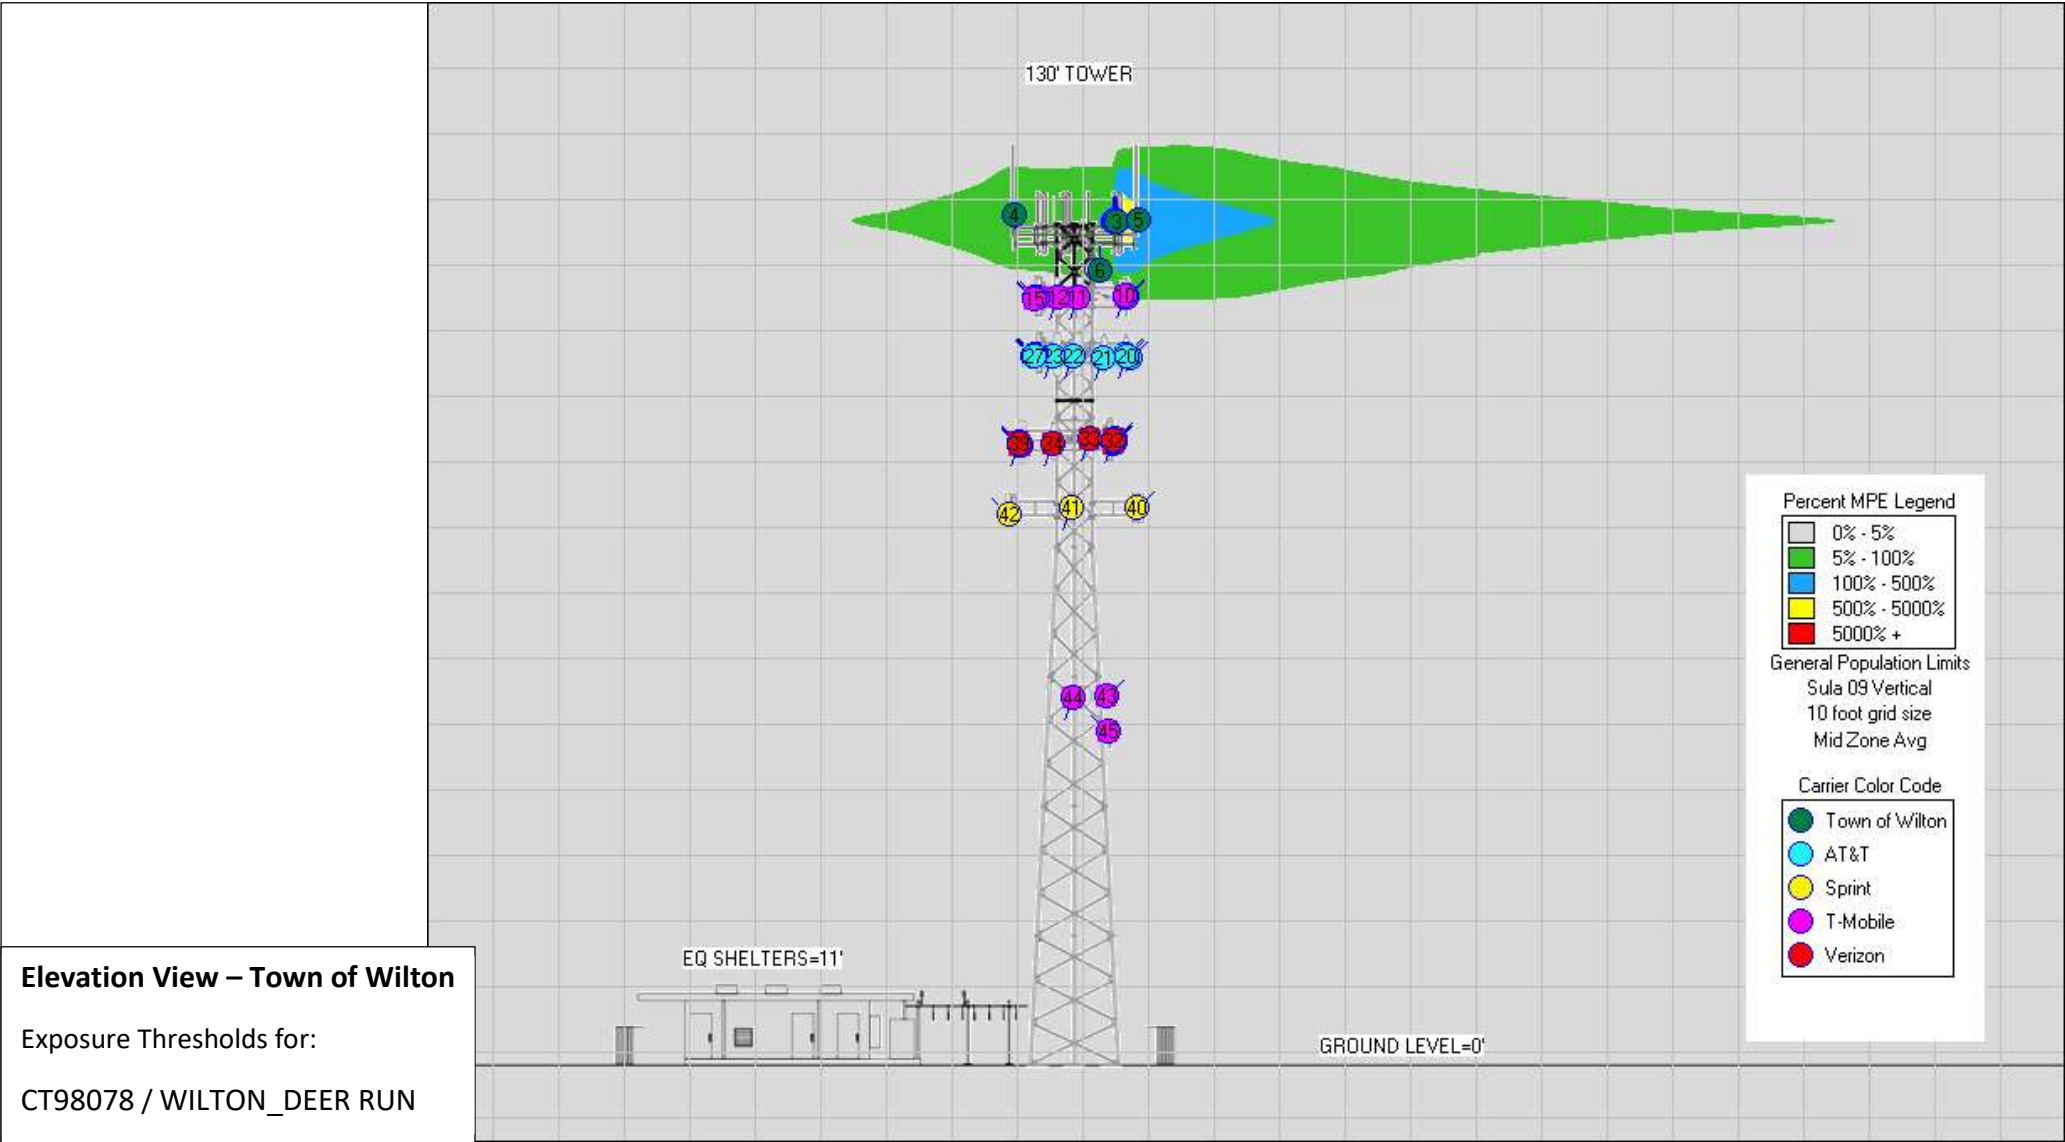 130' TOWER
4
3
5
6
15
12
11
10
27
23
22
21
20
34
33
32
42
41
40
44
43
45
Percent MPE Legend
0% - 5%
5% - 100%
100% - 500%
500% - 5000%
5000% +
General Population Limits
Sula 09 Vertical
10 foot grid size
Mid Zone Avg
Carrier Color Code
Town of Wilton
AT&T
Sprint
T-Mobile
Verizon
EQ SHELTERS=11'
GROUND LEVEL=0'
Elevation View – Town of Wilton
Exposure Thresholds for:
CT98078 / WILTON_DEER RUN